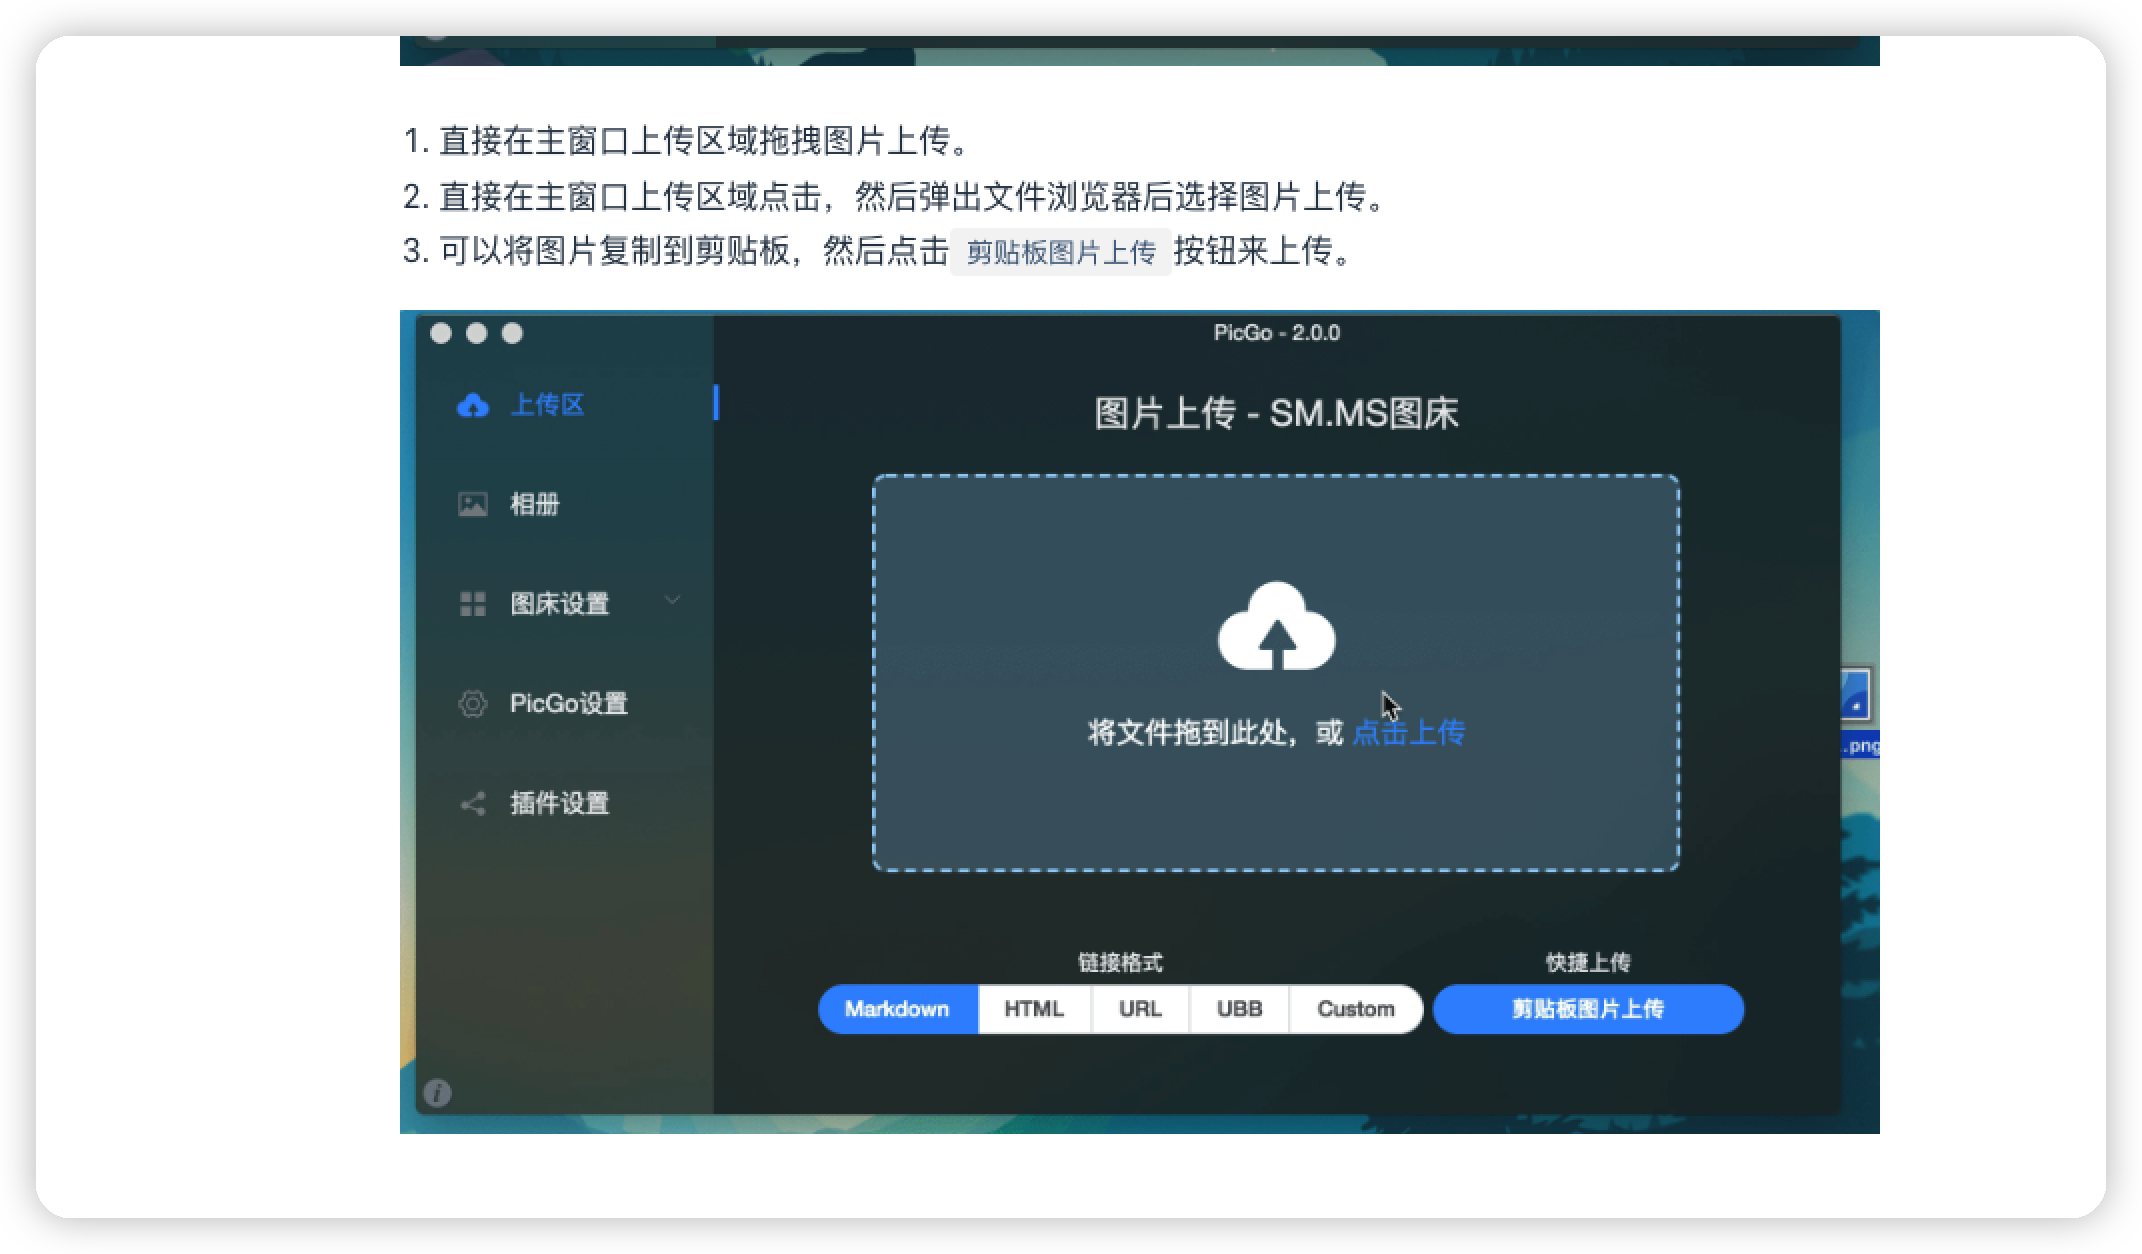 1. 直接在主窗口上传区域拖拽图片上传。
2. 直接在主窗口上传区域点击，然后弹出文件浏览器后选择图片上传。
3. 可以将图片复制到剪贴板，然后点击 剪贴板图片上传 按钮来上传。
PicGo - 2.0.0
上传区
相册
图床设置
PicGo设置
插件设置
图片上传 - SM.MS图床
将文件拖到此处，或 点击上传
.png
链接格式
快捷上传
Markdown HTML URL UBB Custom
剪贴板图片上传